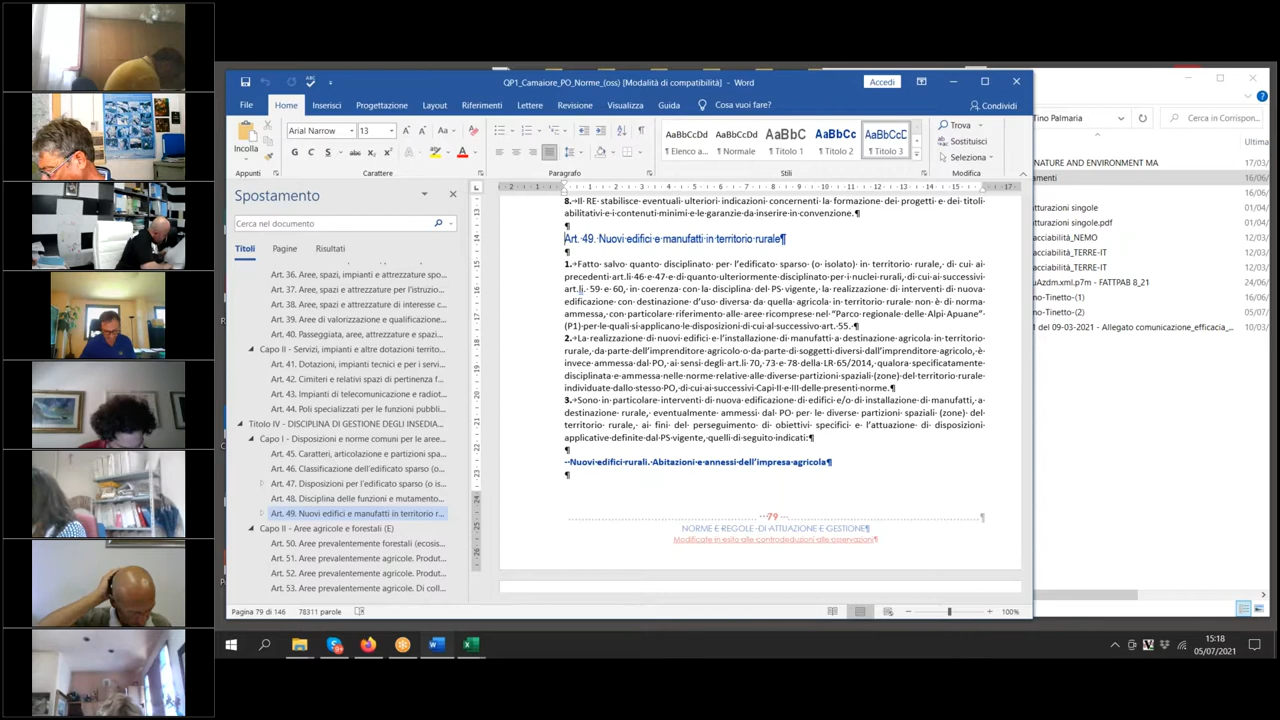 QP1_Camaiore_PO_Norme_(oss) [Modalità di compatibilità] - Word
Accedi
File Home Inserisci Progettazione Layout Riferimenti Lettere Revisione Visualizza Guida Cosa vuoi fare? Condividi
Incolla
Arial Narrow 13
AaBbCcDd AaBbCcDd AaBbC AaBbCc AaBbCcD
¶ Elenco a... ¶ Normale ¶ Titolo 1 ¶ Titolo 2 ¶ Titolo 3
Trova
Sostituisci
Seleziona
Appunti Carattere Paragrafo Stili Modifica
Spostamento
Cerca nel documento
Titoli Pagine Risultati
Art. 36. Aree, spazi, impianti e attrezzature spo...
Art. 37. Aree, spazi e attrezzature per l'istruzio...
Art. 38. Aree, spazi e attrezzature di interesse c...
Art. 39. Aree di valorizzazione e qualificazione...
Art. 40. Passeggiata, aree, attrezzature e spazi...
Capo II - Servizi, impianti e altre dotazioni territo...
Art. 41. Dotazioni, impianti tecnici e per i servi...
Art. 42. Cimiteri e relativi spazi di pertinenza f...
Art. 43. Impianti di telecomunicazione e radiot...
Art. 44. Poli specializzati per le funzioni pubbli...
Titolo IV - DISCIPLINA DI GESTIONE DEGLI INSEDIA...
Capo I - Disposizioni e norme comuni per le aree...
Art. 45. Caratteri, articolazione e partizioni spa...
Art. 46. Classificazione dell'edificato sparso (o...
Art. 47. Disposizioni per l'edificato sparso (o is...
Art. 48. Disciplina delle funzioni e mutamento...
Art. 49. Nuovi edifici e manufatti in territorio r...
Capo II - Aree agricole e forestali (E)
Art. 50. Aree prevalentemente forestali (ecosis...
Art. 51. Aree prevalentemente agricole. Produt...
Art. 52. Aree prevalentemente agricole. Produt...
Art. 53. Aree prevalentemente agricole. Di coll...
8.→Il RE stabilisce eventuali ulteriori indicazioni concernenti la formazione dei progetti e dei titoli
abilitativi e i contenuti minimi e le garanzie da inserire in convenzione.¶
¶
Art. 49. Nuovi edifici e manufatti in territorio rurale¶
¶
1.→Fatto salvo quanto disciplinato per l'edificato sparso (o isolato) in territorio rurale, di cui ai
precedenti art.li 46 e 47 e di quanto ulteriormente disciplinato per i nuclei rurali, di cui ai successivi
art.li. 59 e 60, in coerenza con la disciplina del PS vigente, la realizzazione di interventi di nuova
edificazione con destinazione d'uso diversa da quella agricola in territorio rurale non è di norma
ammessa, con particolare riferimento alle aree ricomprese nel "Parco regionale delle Alpi Apuane"
(P1) per le quali si applicano le disposizioni di cui al successivo art. 55. ¶
2.→La realizzazione di nuovi edifici e l'installazione di manufatti a destinazione agricola in territorio
rurale, da parte dell'imprenditore agricolo o da parte di soggetti diversi dall'imprenditore agricolo, è
invece ammessa dal PO, ai sensi degli art.li 70, 73 e 78 della LR 65/2014, qualora specificatamente
disciplinata e ammessa nelle norme relative alle diverse partizioni spaziali (zone) del territorio rurale
individuate dallo stesso PO, di cui ai successivi Capi II e III delle presenti norme.¶
3.→Sono in particolare interventi di nuova edificazione di edifici e/o di installazione di manufatti, a
destinazione rurale, eventualmente ammessi dal PO per le diverse partizioni spaziali (zone) del
territorio rurale, ai fini del perseguimento di obiettivi specifici e l'attuazione di disposizioni
applicative definite dal PS vigente, quelli di seguito indicati:¶
¶
- Nuovi edifici rurali. Abitazioni e annessi dell'impresa agricola¶
¶
79
NORME E REGOLE DI ATTUAZIONE E GESTIONE¶
Modificate in esito alle controdeduzioni alle osservazioni¶
Pagina 79 di 146 78311 parole 100%
Tino Palmaria
Cerca in Corrispon...
Ultima
NATURE AND ENVIRONMENT MA 17/03/
amenti 16/06/
atturazioni singole 01/04/
atturazioni singole.pdf 01/04/
acciabilità_NEMO
acciabilità_TERRE-IT
acciabilità_TERRE-IT
uAzdm.xyz1.p7m - FATTPAB 8_21
no-Tinetto-(1)
no-Tinetto-(1)
1 del 09-03-2021 - Allegato comunicazione_efficacia_
15:18
05/07/2021